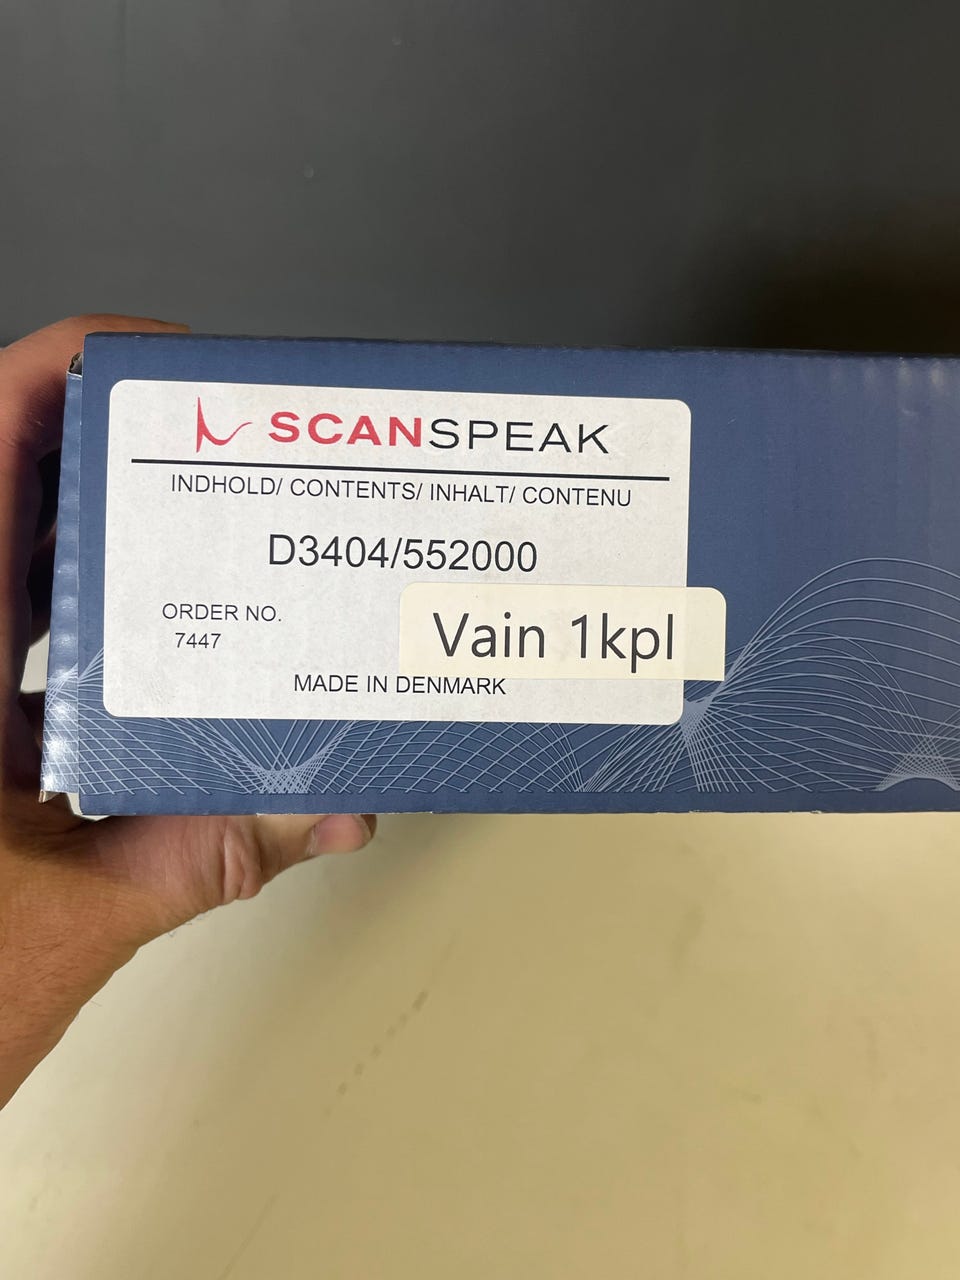 SCANSPEAK
INDHOLD/ CONTENTS/ INHALT/ CONTENU
D3404/552000
ORDER NO.
7447
Vain 1kpl
MADE IN DENMARK